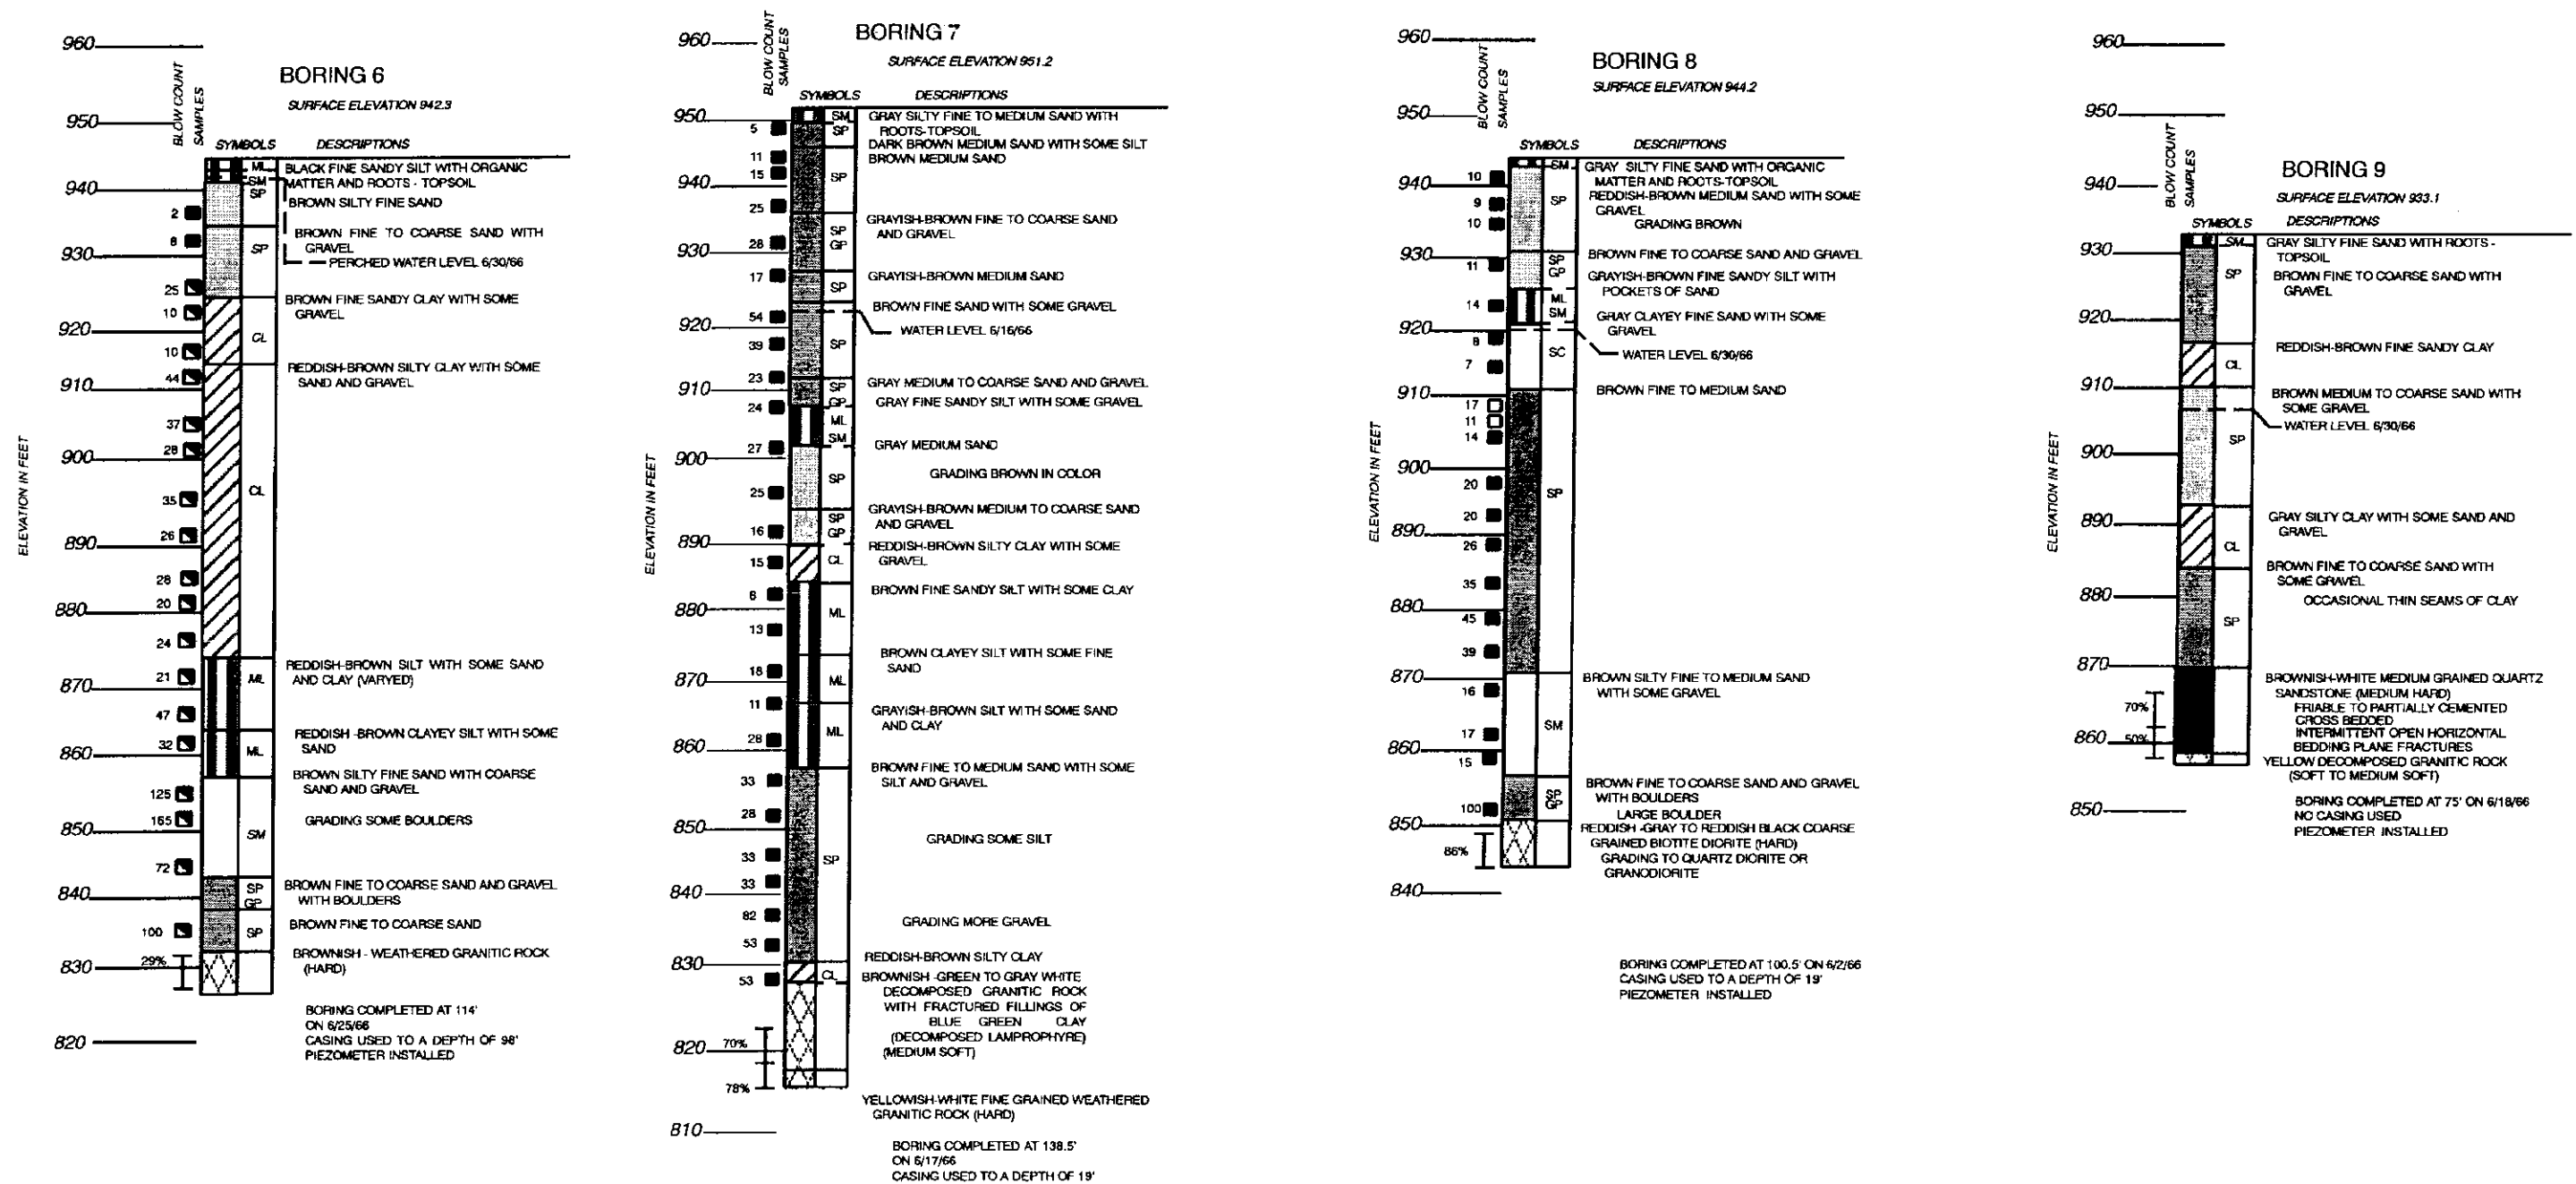 BORING 6
SURFACE ELEVATION 942.3
ELEVATION IN FEET
BLOW COUNT
SAMPLES
SYMBOLS
DESCRIPTIONS
960
950
940
930
920
910
900
890
880
870
860
850
840
830
820
2
8
25
10
10
44
37
28
35
26
28
20
24
21
47
32
125
165
72
100
29%
ML
SM
SP
SP
CL
CL
ML
ML
SM
SP
GP
SP
BLACK FINE SANDY SILT WITH ORGANIC
MATTER AND ROOTS - TOPSOIL
BROWN SILTY FINE SAND
BROWN FINE TO COARSE SAND WITH
GRAVEL
PERCHED WATER LEVEL 6/30/66
BROWN FINE SANDY CLAY WITH SOME
GRAVEL
REDDISH-BROWN SILTY CLAY WITH SOME
SAND AND GRAVEL
REDDISH-BROWN SILT WITH SOME SAND
AND CLAY (VARYED)
REDDISH -BROWN CLAYEY SILT WITH SOME
SAND
BROWN SILTY FINE SAND WITH COARSE
SAND AND GRAVEL
GRADING SOME BOULDERS
BROWN FINE TO COARSE SAND AND GRAVEL
WITH BOULDERS
BROWN FINE TO COARSE SAND
BROWNISH - WEATHERED GRANITIC ROCK
(HARD)
BORING COMPLETED AT 114'
ON 6/25/66
CASING USED TO A DEPTH OF 98'
PIEZOMETER INSTALLED
BORING 7
SURFACE ELEVATION 951.2
ELEVATION IN FEET
BLOW COUNT
SAMPLES
SYMBOLS
DESCRIPTIONS
960
950
940
930
920
910
900
890
880
870
860
850
840
830
820
810
5
11
15
25
28
17
54
39
23
24
27
25
16
15
8
13
18
11
28
33
28
33
33
82
53
53
70%
78%
SM
SP
SP
SP
GP
SP
SP
SP
GP
ML
SM
SP
SP
GP
CL
ML
ML
ML
SP
CL
GRAY SILTY FINE TO MEDIUM SAND WITH
ROOTS-TOPSOIL
DARK BROWN MEDIUM SAND WITH SOME SILT
BROWN MEDIUM SAND
GRAYISH-BROWN FINE TO COARSE SAND
AND GRAVEL
GRAYISH-BROWN MEDIUM SAND
BROWN FINE SAND WITH SOME GRAVEL
WATER LEVEL 6/16/66
GRAY MEDIUM TO COARSE SAND AND GRAVEL
GRAY FINE SANDY SILT WITH SOME GRAVEL
GRAY MEDIUM SAND
GRADING BROWN IN COLOR
GRAYISH-BROWN MEDIUM TO COARSE SAND
AND GRAVEL
REDDISH-BROWN SILTY CLAY WITH SOME
GRAVEL
BROWN FINE SANDY SILT WITH SOME CLAY
BROWN CLAYEY SILT WITH SOME FINE
SAND
GRAYISH-BROWN SILT WITH SOME SAND
AND CLAY
BROWN FINE TO MEDIUM SAND WITH SOME
SILT AND GRAVEL
GRADING SOME SILT
GRADING MORE GRAVEL
REDDISH-BROWN SILTY CLAY
BROWNISH -GREEN TO GRAY WHITE
DECOMPOSED GRANITIC ROCK
WITH FRACTURED FILLINGS OF
BLUE GREEN CLAY
(DECOMPOSED LAMPROPHYRE)
(MEDIUM SOFT)
YELLOWISH-WHITE FINE GRAINED WEATHERED
GRANITIC ROCK (HARD)
BORING COMPLETED AT 138.5'
ON 6/17/66
CASING USED TO A DEPTH OF 19'
BORING 8
SURFACE ELEVATION 944.2
ELEVATION IN FEET
BLOW COUNT
SAMPLES
SYMBOLS
DESCRIPTIONS
960
950
940
930
920
910
900
890
880
870
860
850
840
10
9
10
11
14
8
7
17
11
14
20
20
26
35
45
39
16
17
15
100
86%
SM
SP
SP
GP
ML
SM
SC
SP
SM
SP
GP
GRAY SILTY FINE SAND WITH ORGANIC
MATTER AND ROOTS-TOPSOIL
REDDISH-BROWN MEDIUM SAND WITH SOME
GRAVEL
GRADING BROWN
BROWN FINE TO COARSE SAND AND GRAVEL
GRAYISH-BROWN FINE SANDY SILT WITH
POCKETS OF SAND
GRAY CLAYEY FINE SAND WITH SOME
GRAVEL
WATER LEVEL 6/30/66
BROWN FINE TO MEDIUM SAND
BROWN SILTY FINE TO MEDIUM SAND
WITH SOME GRAVEL
BROWN FINE TO COARSE SAND AND GRAVEL
WITH BOULDERS
LARGE BOULDER
REDDISH -GRAY TO REDDISH BLACK COARSE
GRAINED BIOTITE DIORITE (HARD)
GRADING TO QUARTZ DIORITE OR
GRANODIORITE
BORING COMPLETED AT 100.5' ON 6/2/66
CASING USED TO A DEPTH OF 19'
PIEZOMETER INSTALLED
BORING 9
SURFACE ELEVATION 933.1
ELEVATION IN FEET
BLOW COUNT
SAMPLES
SYMBOLS
DESCRIPTIONS
960
950
940
930
920
910
900
890
880
870
860
850
70%
50%
SM
SP
CL
SP
CL
SP
GRAY SILTY FINE SAND WITH ROOTS -
TOPSOIL
BROWN FINE TO COARSE SAND WITH
GRAVEL
REDDISH-BROWN FINE SANDY CLAY
BROWN MEDIUM TO COARSE SAND WITH
SOME GRAVEL
WATER LEVEL 6/30/66
GRAY SILTY CLAY WITH SOME SAND AND
GRAVEL
BROWN FINE TO COARSE SAND WITH
SOME GRAVEL
OCCASIONAL THIN SEAMS OF CLAY
BROWNISH-WHITE MEDIUM GRAINED QUARTZ
SANDSTONE (MEDIUM HARD)
FRIABLE TO PARTIALLY CEMENTED
CROSS BEDDED
INTERMITTENT OPEN HORIZONTAL
BEDDING PLANE FRACTURES
YELLOW DECOMPOSED GRANITIC ROCK
(SOFT TO MEDIUM SOFT)
BORING COMPLETED AT 75' ON 6/18/66
NO CASING USED
PIEZOMETER INSTALLED